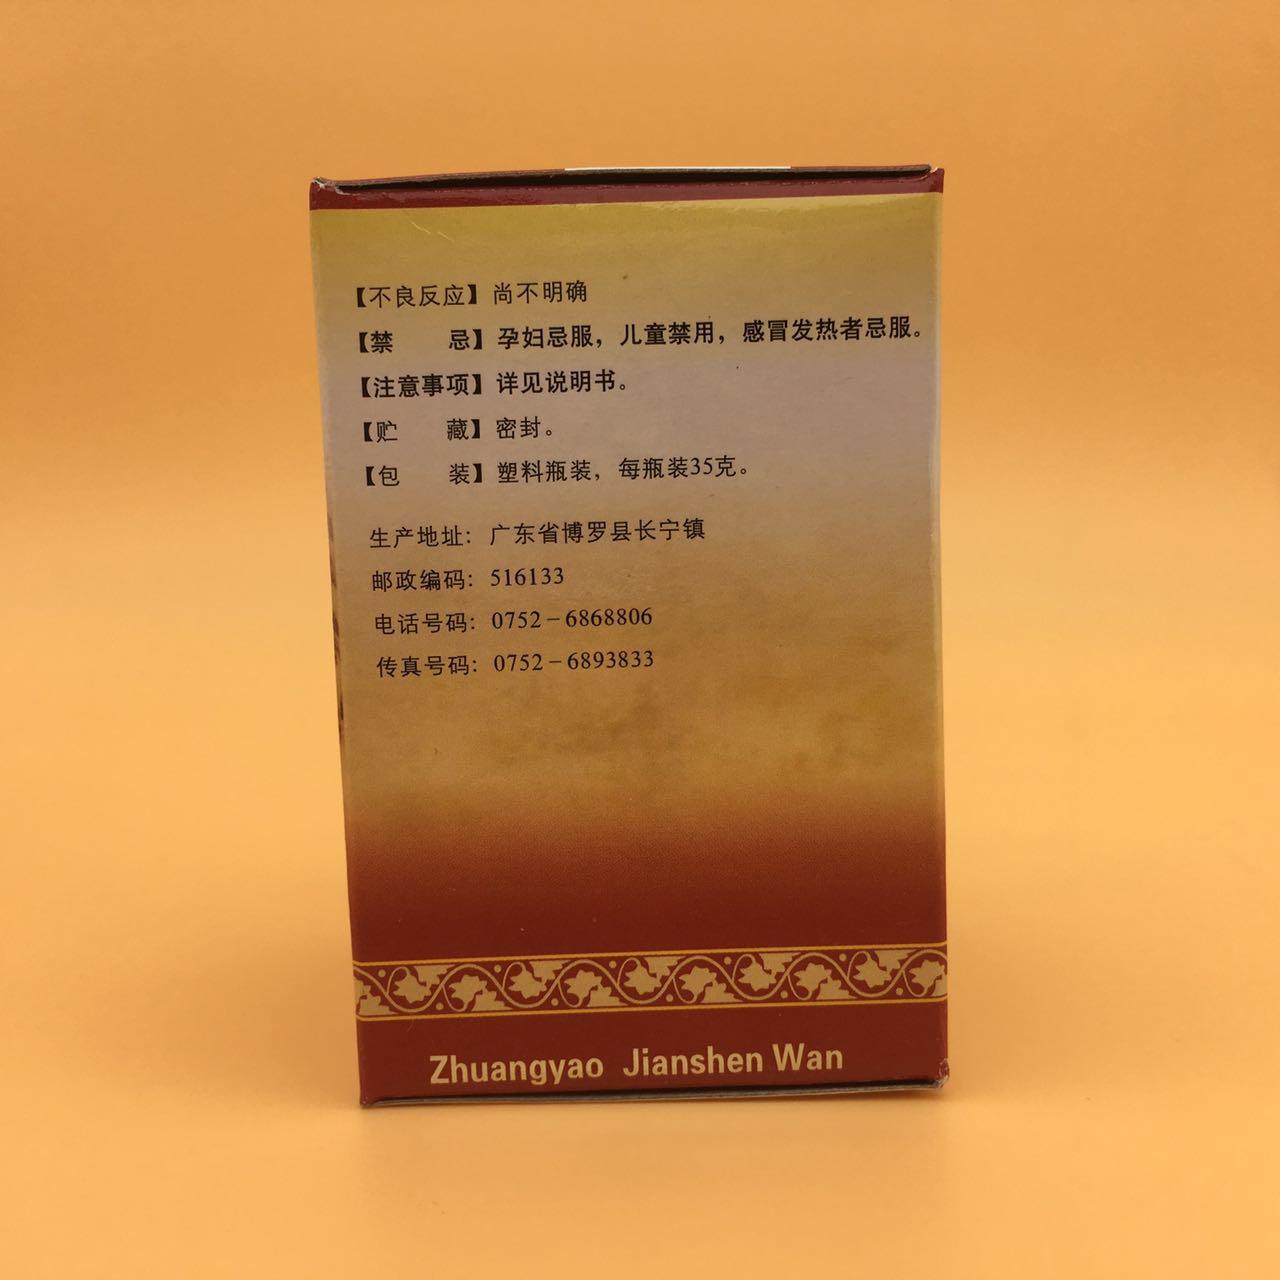 【不良反应】尚不明确
【禁　　忌】孕妇忌服，儿童禁用，感冒发热者忌服。
【注意事项】详见说明书。
【贮　　藏】密封。
【包　　装】塑料瓶装，每瓶装35克。
生产地址：广东省博罗县长宁镇
邮政编码：516133
电话号码：0752－6868806
传真号码：0752－6893833
Zhuangyao Jianshen Wan